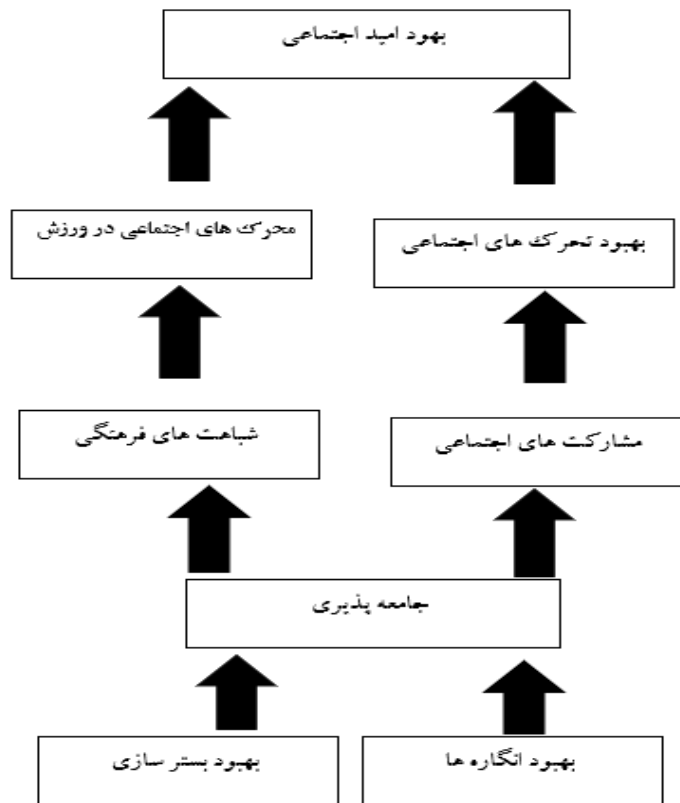 بهود امید اجتماعی
بهبود تحرک های اجتماعی
محرک های اجتماعی در ورزش
مشارکت های اجتماعی
شباهت های فرهنگی
جامعه پذیری
بهبود انگاره ها
بهبود بستر سازی